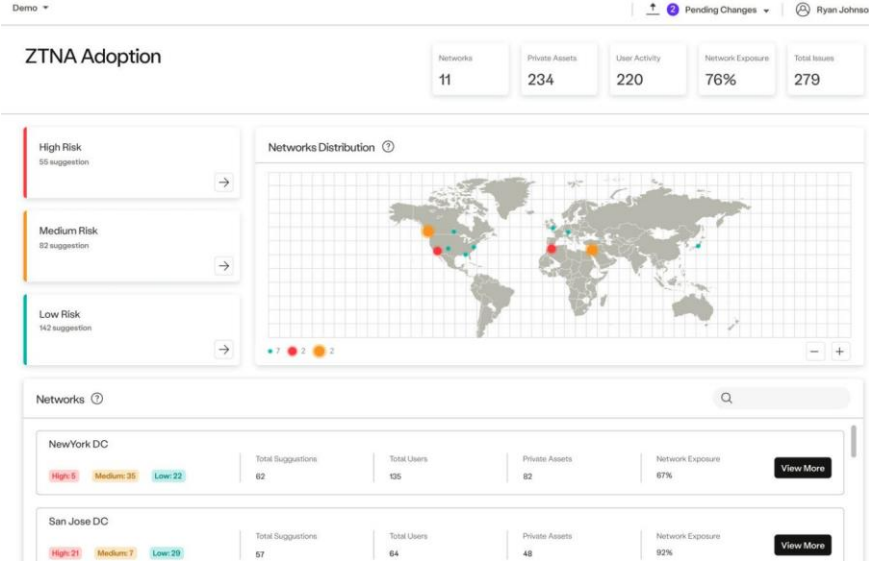 Demo
2 Pending Changes
Ryan Johnso
ZTNA Adoption
Networks
11
Private Assets
234
User Activity
220
Network Exposure
76%
Total Issues
279
High Risk
55 suggestion
Medium Risk
82 suggestion
Low Risk
142 suggestion
Networks Distribution ?
7 2 2
Networks ?
NewYork DC
High: 5 Medium: 35 Low: 22
Total Suggustions
62
Total Users
135
Private Assets
82
Network Exposure
67%
View More
San Jose DC
High: 21 Medium: 7 Low: 29
Total Suggustions
57
Total Users
64
Private Assets
48
Network Exposure
92%
View More